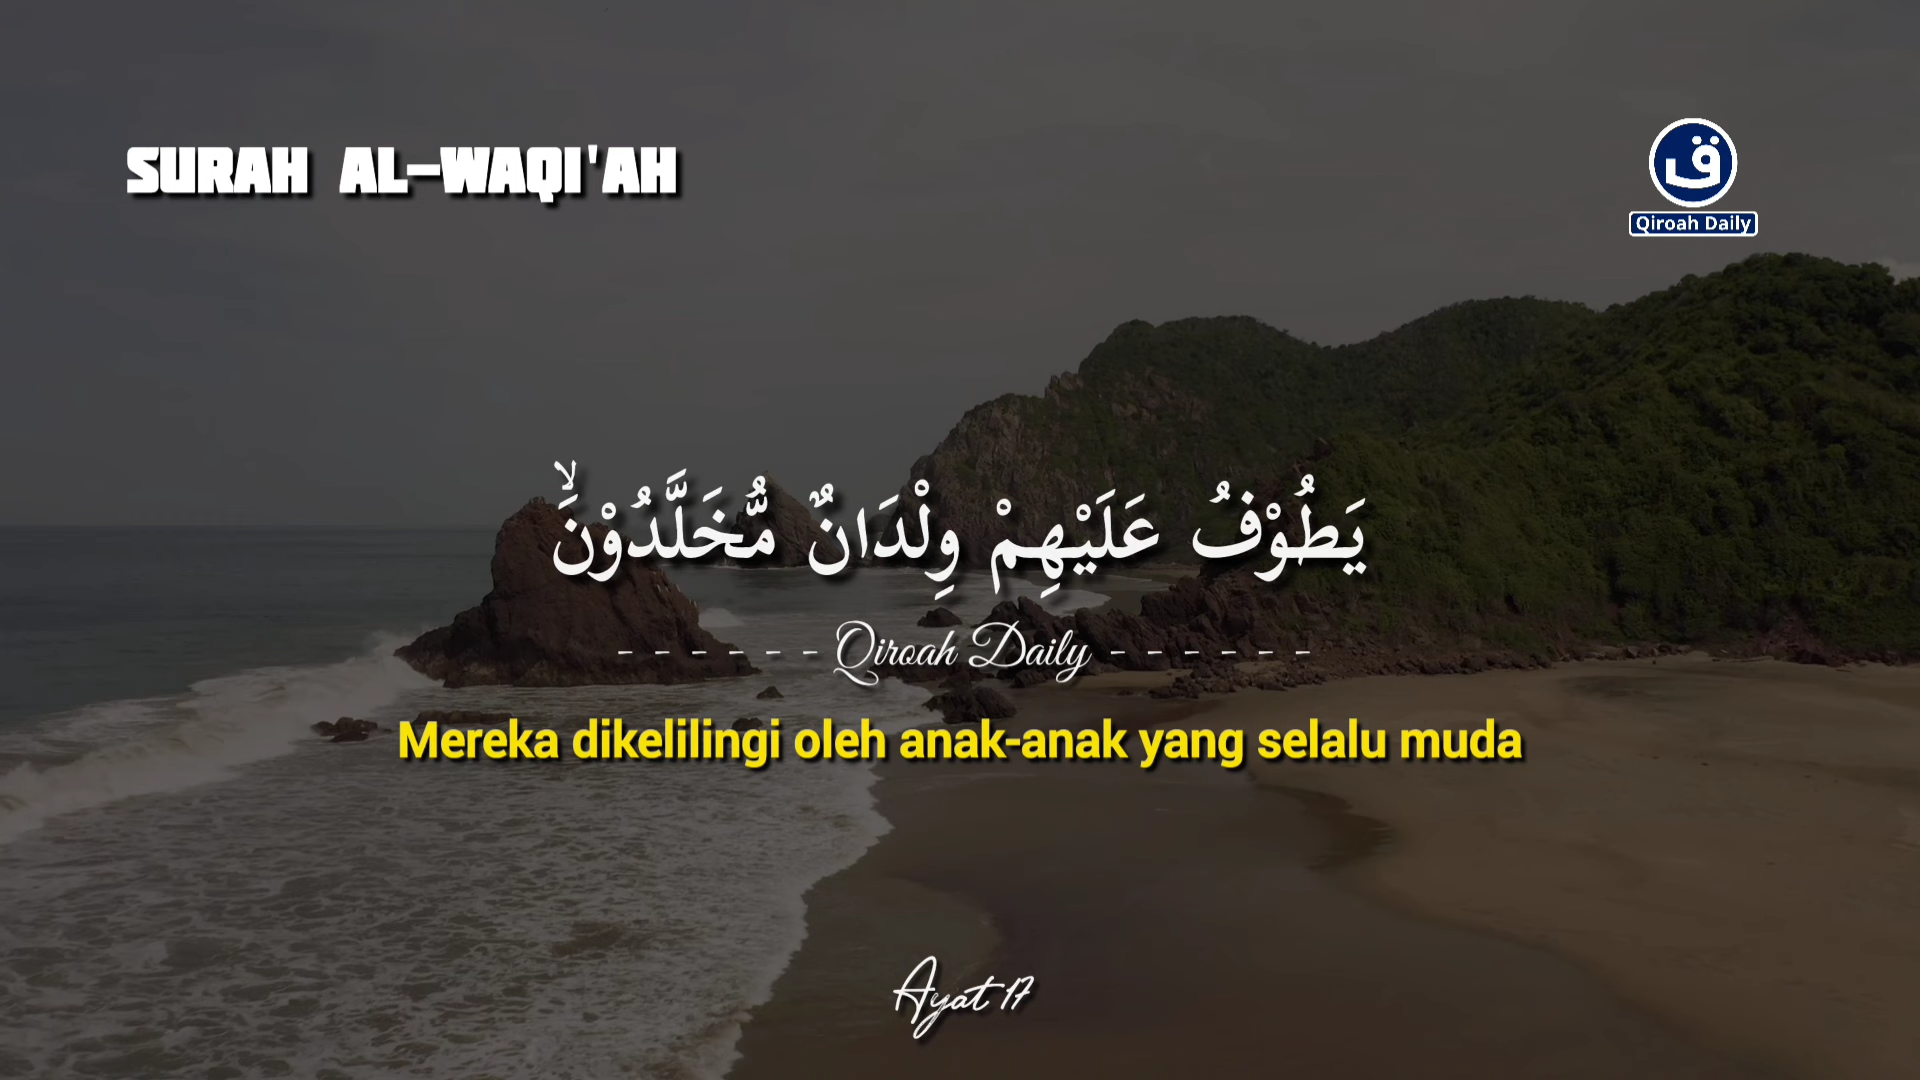 SURAH AL-WAQI'AH
ق
Qiroah Daily
يَطُوْفُ عَلَيْهِمْ وِلْدَانٌ مُّخَلَّدُوْنَۙ
- - - - - - Qiroah Daily - - - - - -
Mereka dikelilingi oleh anak-anak yang selalu muda
Ayat 17